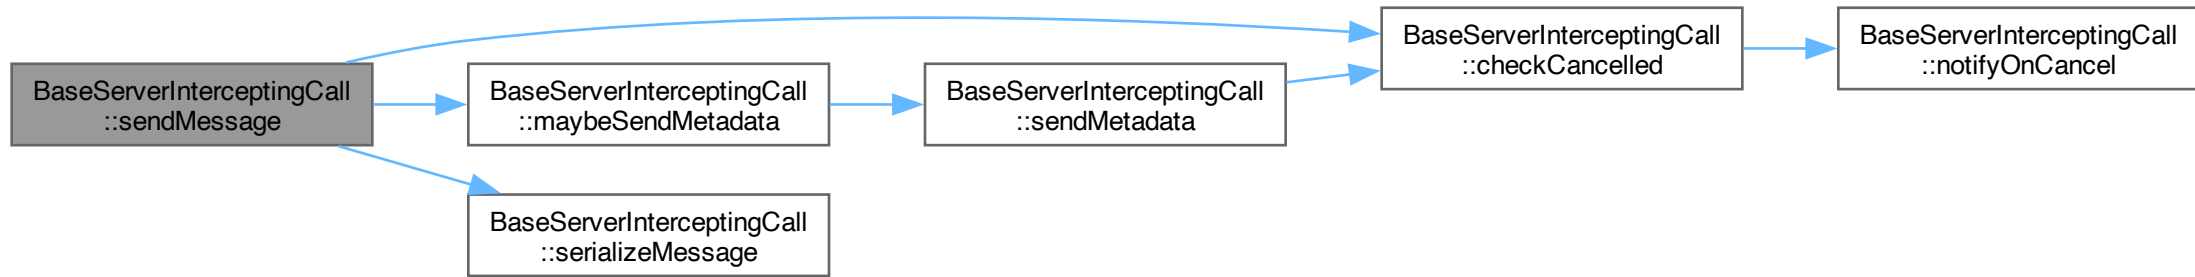 BaseServerInterceptingCall
::sendMessage
BaseServerInterceptingCall
::maybeSendMetadata
BaseServerInterceptingCall
::serializeMessage
BaseServerInterceptingCall
::sendMetadata
BaseServerInterceptingCall
::checkCancelled
BaseServerInterceptingCall
::notifyOnCancel